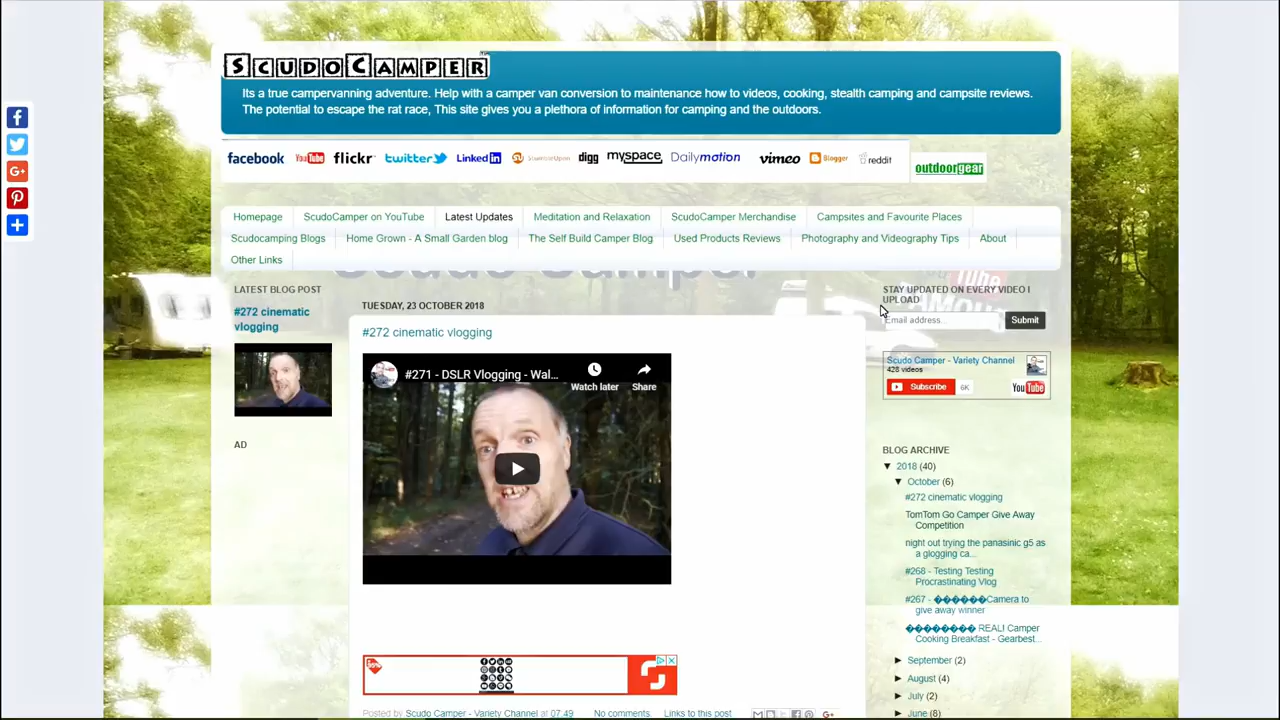 ScudoCamper
Its a true campervanning adventure. Help with a camper van conversion to maintenance how to videos, cooking, stealth camping and campsite reviews.
The potential to escape the rat race, This site gives you a plethora of information for camping and the outdoors.
facebook YouTube flickr twitter Linked in StumbleUpon digg myspace Dailymotion vimeo Blogger reddit outdoorgear
Homepage ScudoCamper on YouTube Latest Updates Meditation and Relaxation ScudoCamper Merchandise Campsites and Favourite Places
Scudocamping Blogs Home Grown - A Small Garden blog The Self Build Camper Blog Used Products Reviews Photography and Videography Tips About
Other Links
Scudo Camper
LATEST BLOG POST
#272 cinematic
vlogging
AD
TUESDAY, 23 OCTOBER 2018
#272 cinematic vlogging
#271 - DSLR Vlogging - Wal...
Watch later
Share
95%
Posted by Scudo Camper - Variety Channel at 07:49 No comments: Links to this post
STAY UPDATED ON EVERY VIDEO I
UPLOAD
Email address... Submit
Scudo Camper - Variety Channel
428 videos
Subscribe 6K YouTube
BLOG ARCHIVE
▼ 2018 (40)
▼ October (6)
#272 cinematic vlogging
TomTom Go Camper Give Away
Competition
night out trying the panasinic g5 as
a glogging ca...
#268 - Testing Testing
Procrastinating Vlog
#267 - ������Camera to
give away winner
�������� REAL! Camper
Cooking Breakfast - Gearbest...
► September (2)
► August (4)
► July (2)
► June (8)